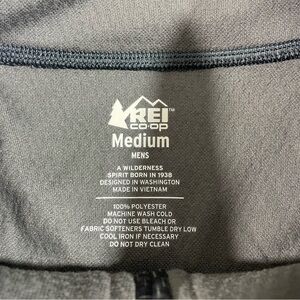 REI™
CO·OP
Medium
MENS
A WILDERNESS
SPIRIT BORN IN 1938
DESIGNED IN WASHINGTON
MADE IN VIETNAM
100% POLYESTER
MACHINE WASH COLD
DO NOT USE BLEACH OR
FABRIC SOFTENERS TUMBLE DRY LOW
COOL IRON IF NECESSARY
DO NOT DRY CLEAN